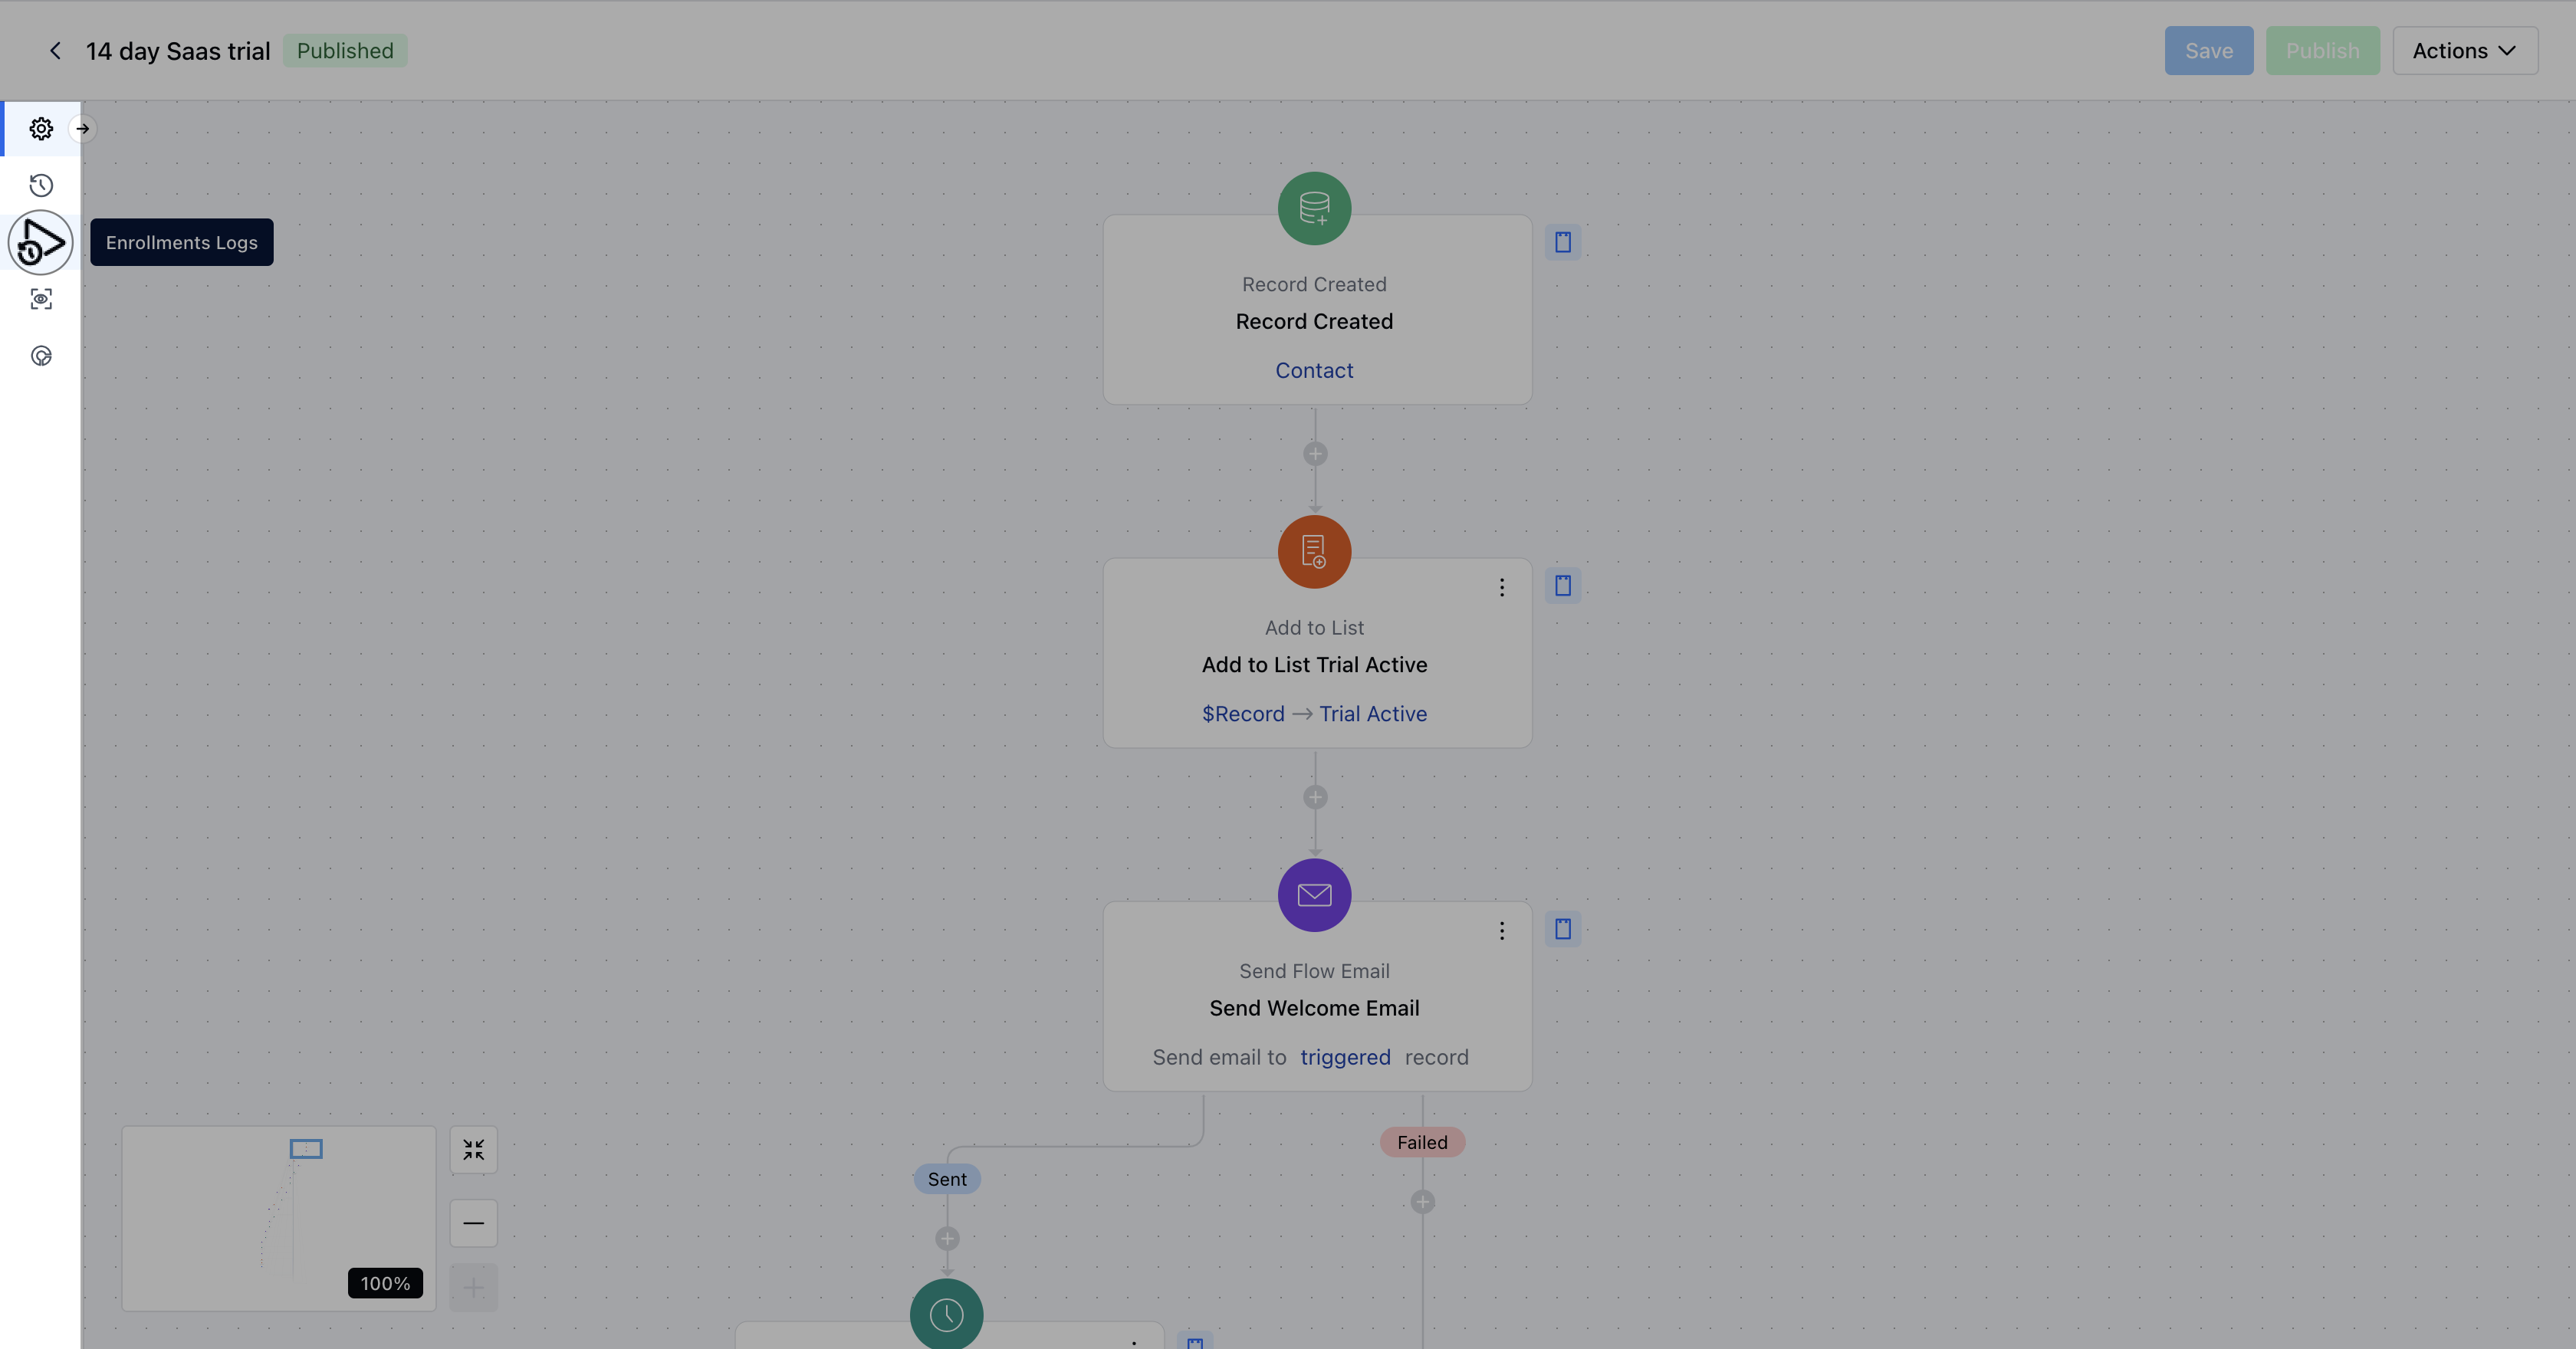 14 day Saas trial
Published
Save
Publish
Actions
Enrollments Logs
Record Created
Record Created
Contact
Add to List
Add to List Trial Active
$Record → Trial Active
Send Flow Email
Send Welcome Email
Send email to triggered record
Failed
Sent
100%